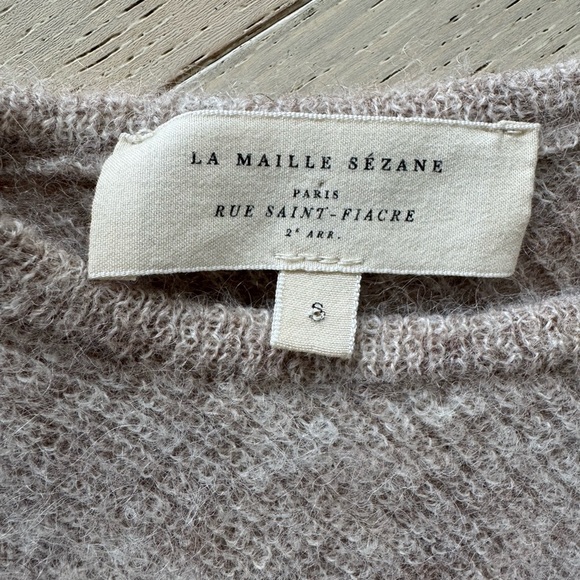 LA MAILLE SÉZANE
PARIS
RUE SAINT-FIACRE
2e ARR.
S